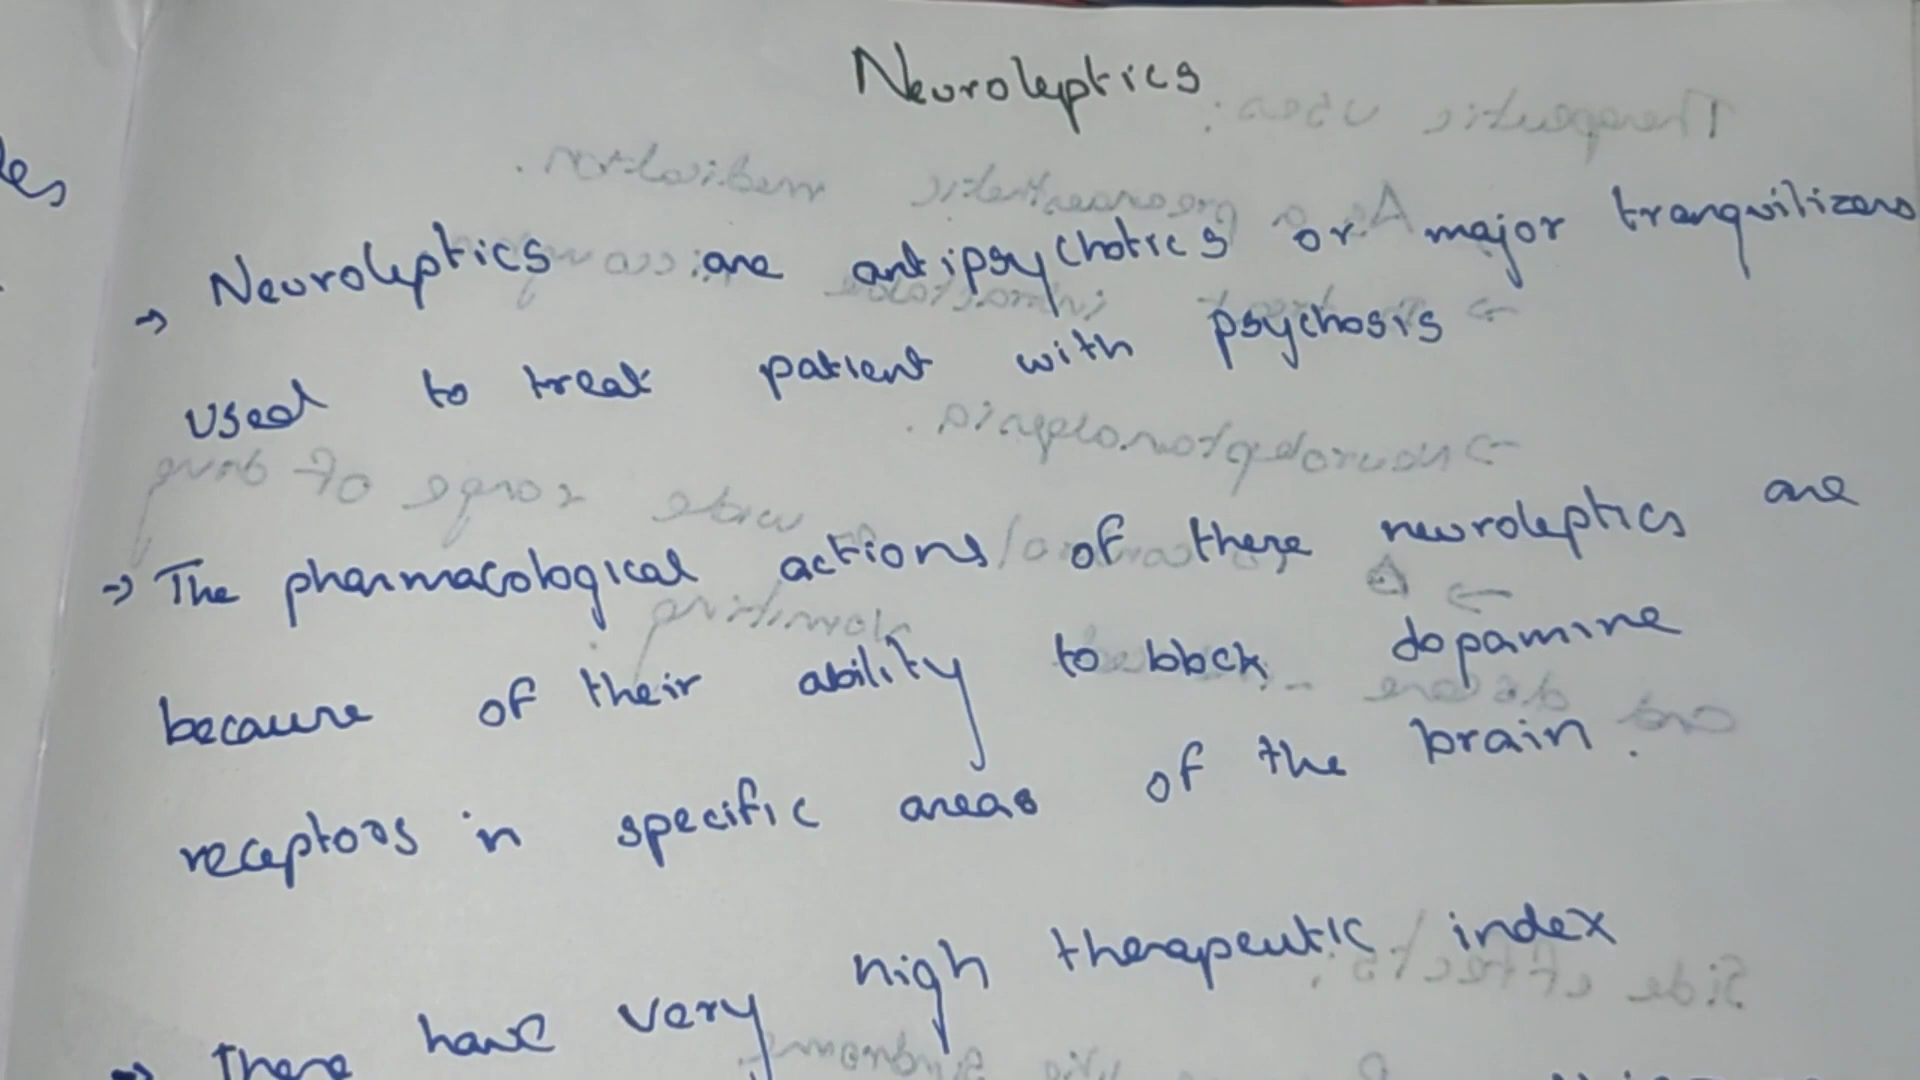 Neuroleptics
→ Neuroleptics are antipsychotics or major tranquilizers
used to treat patient with psychosis
→ The pharmacological actions of these neuroleptics are
because of their ability to block dopamine
receptors in specific areas of the brain.
→ These have very high therapeutic index